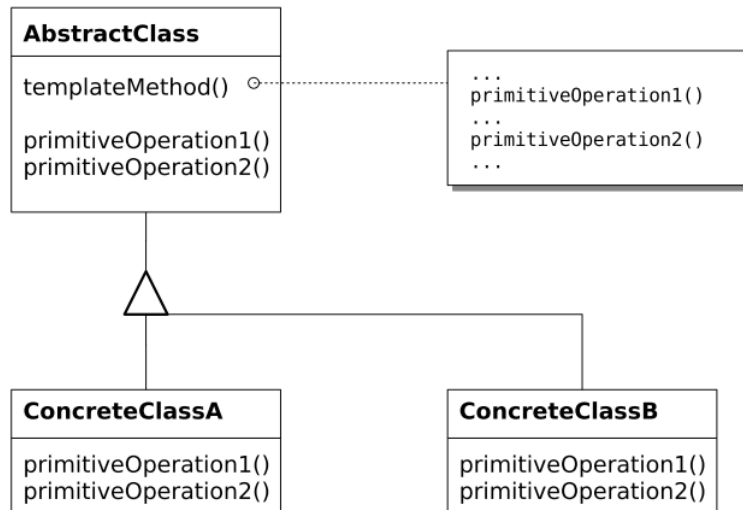 AbstractClass
templateMethod()
primitiveOperation1()
primitiveOperation2()
...
primitiveOperation1()
...
primitiveOperation2()
...
ConcreteClassA
primitiveOperation1()
primitiveOperation2()
ConcreteClassB
primitiveOperation1()
primitiveOperation2()